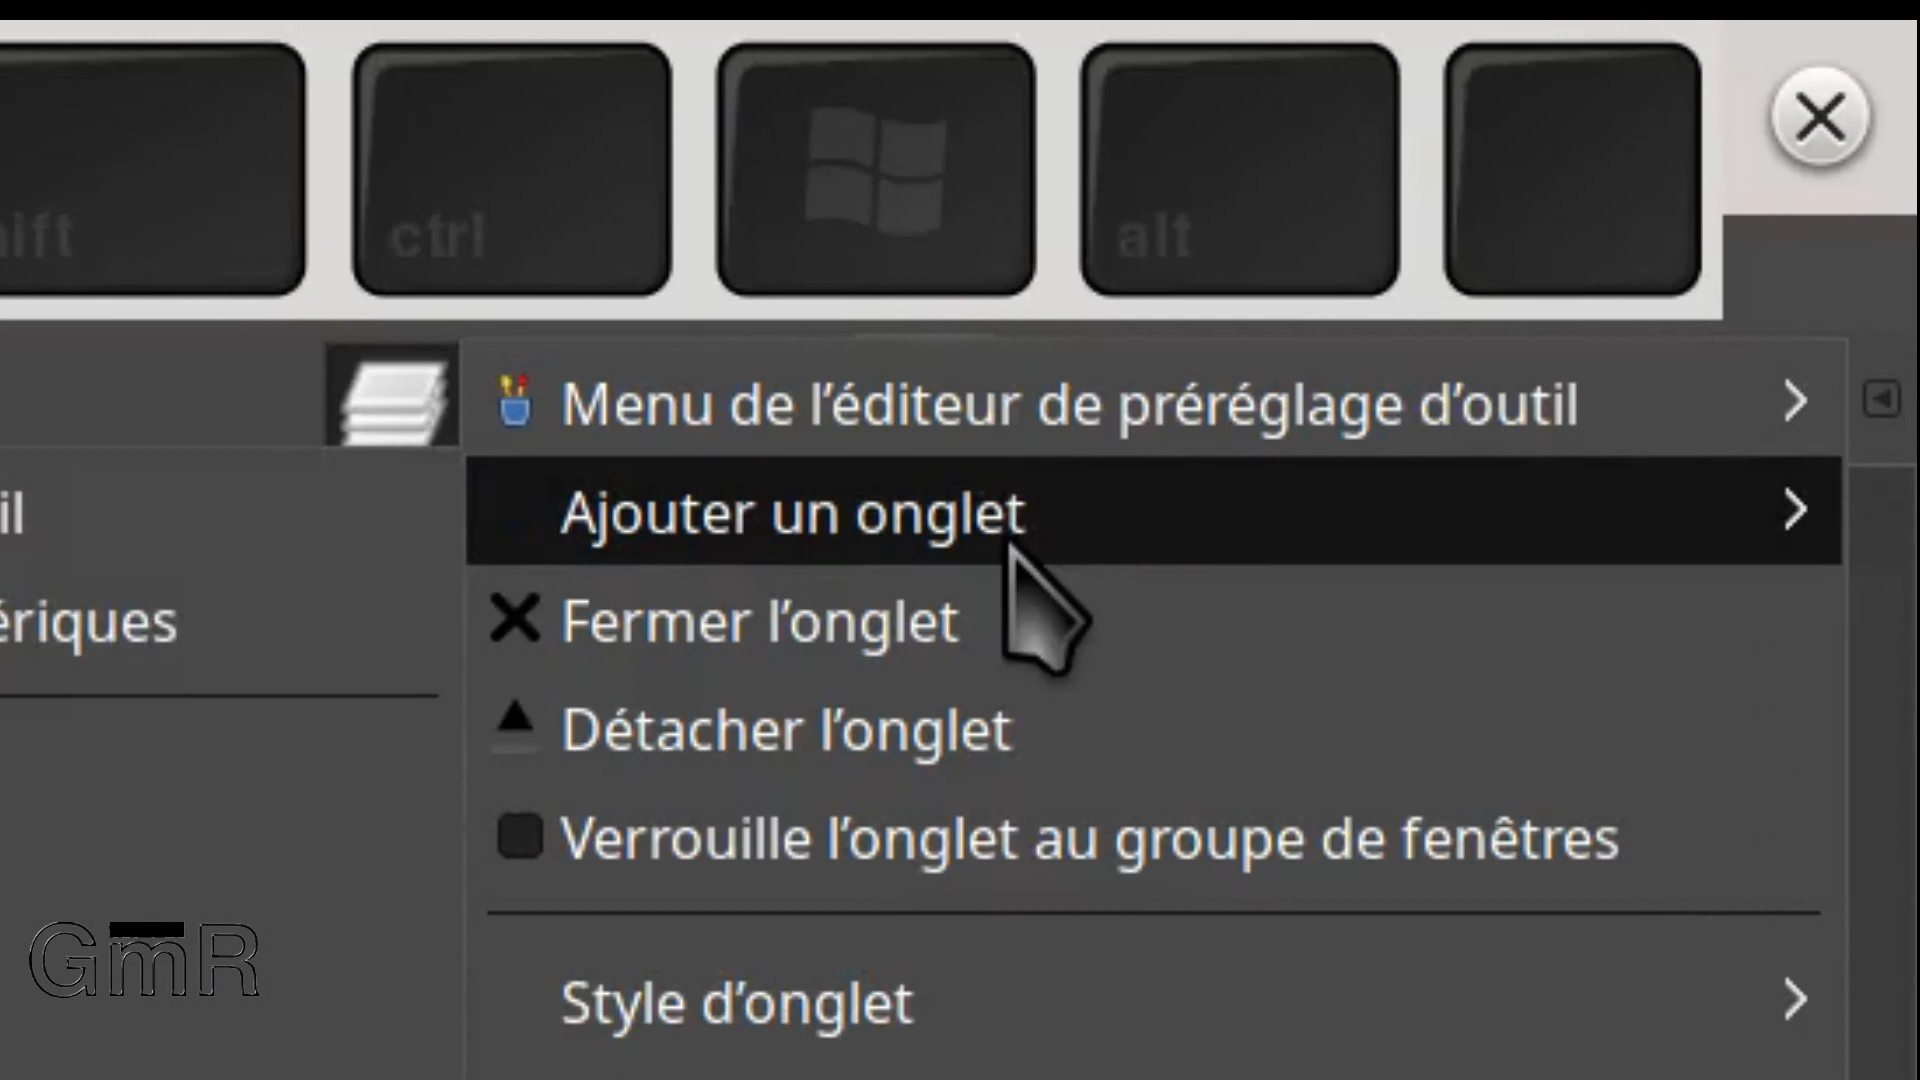 ift
ctrl
alt
Menu de l’éditeur de préréglage d’outil
il
Ajouter un onglet
ériques
Fermer l’onglet
Détacher l’onglet
Verrouille l’onglet au groupe de fenêtres
GmR
Style d’onglet